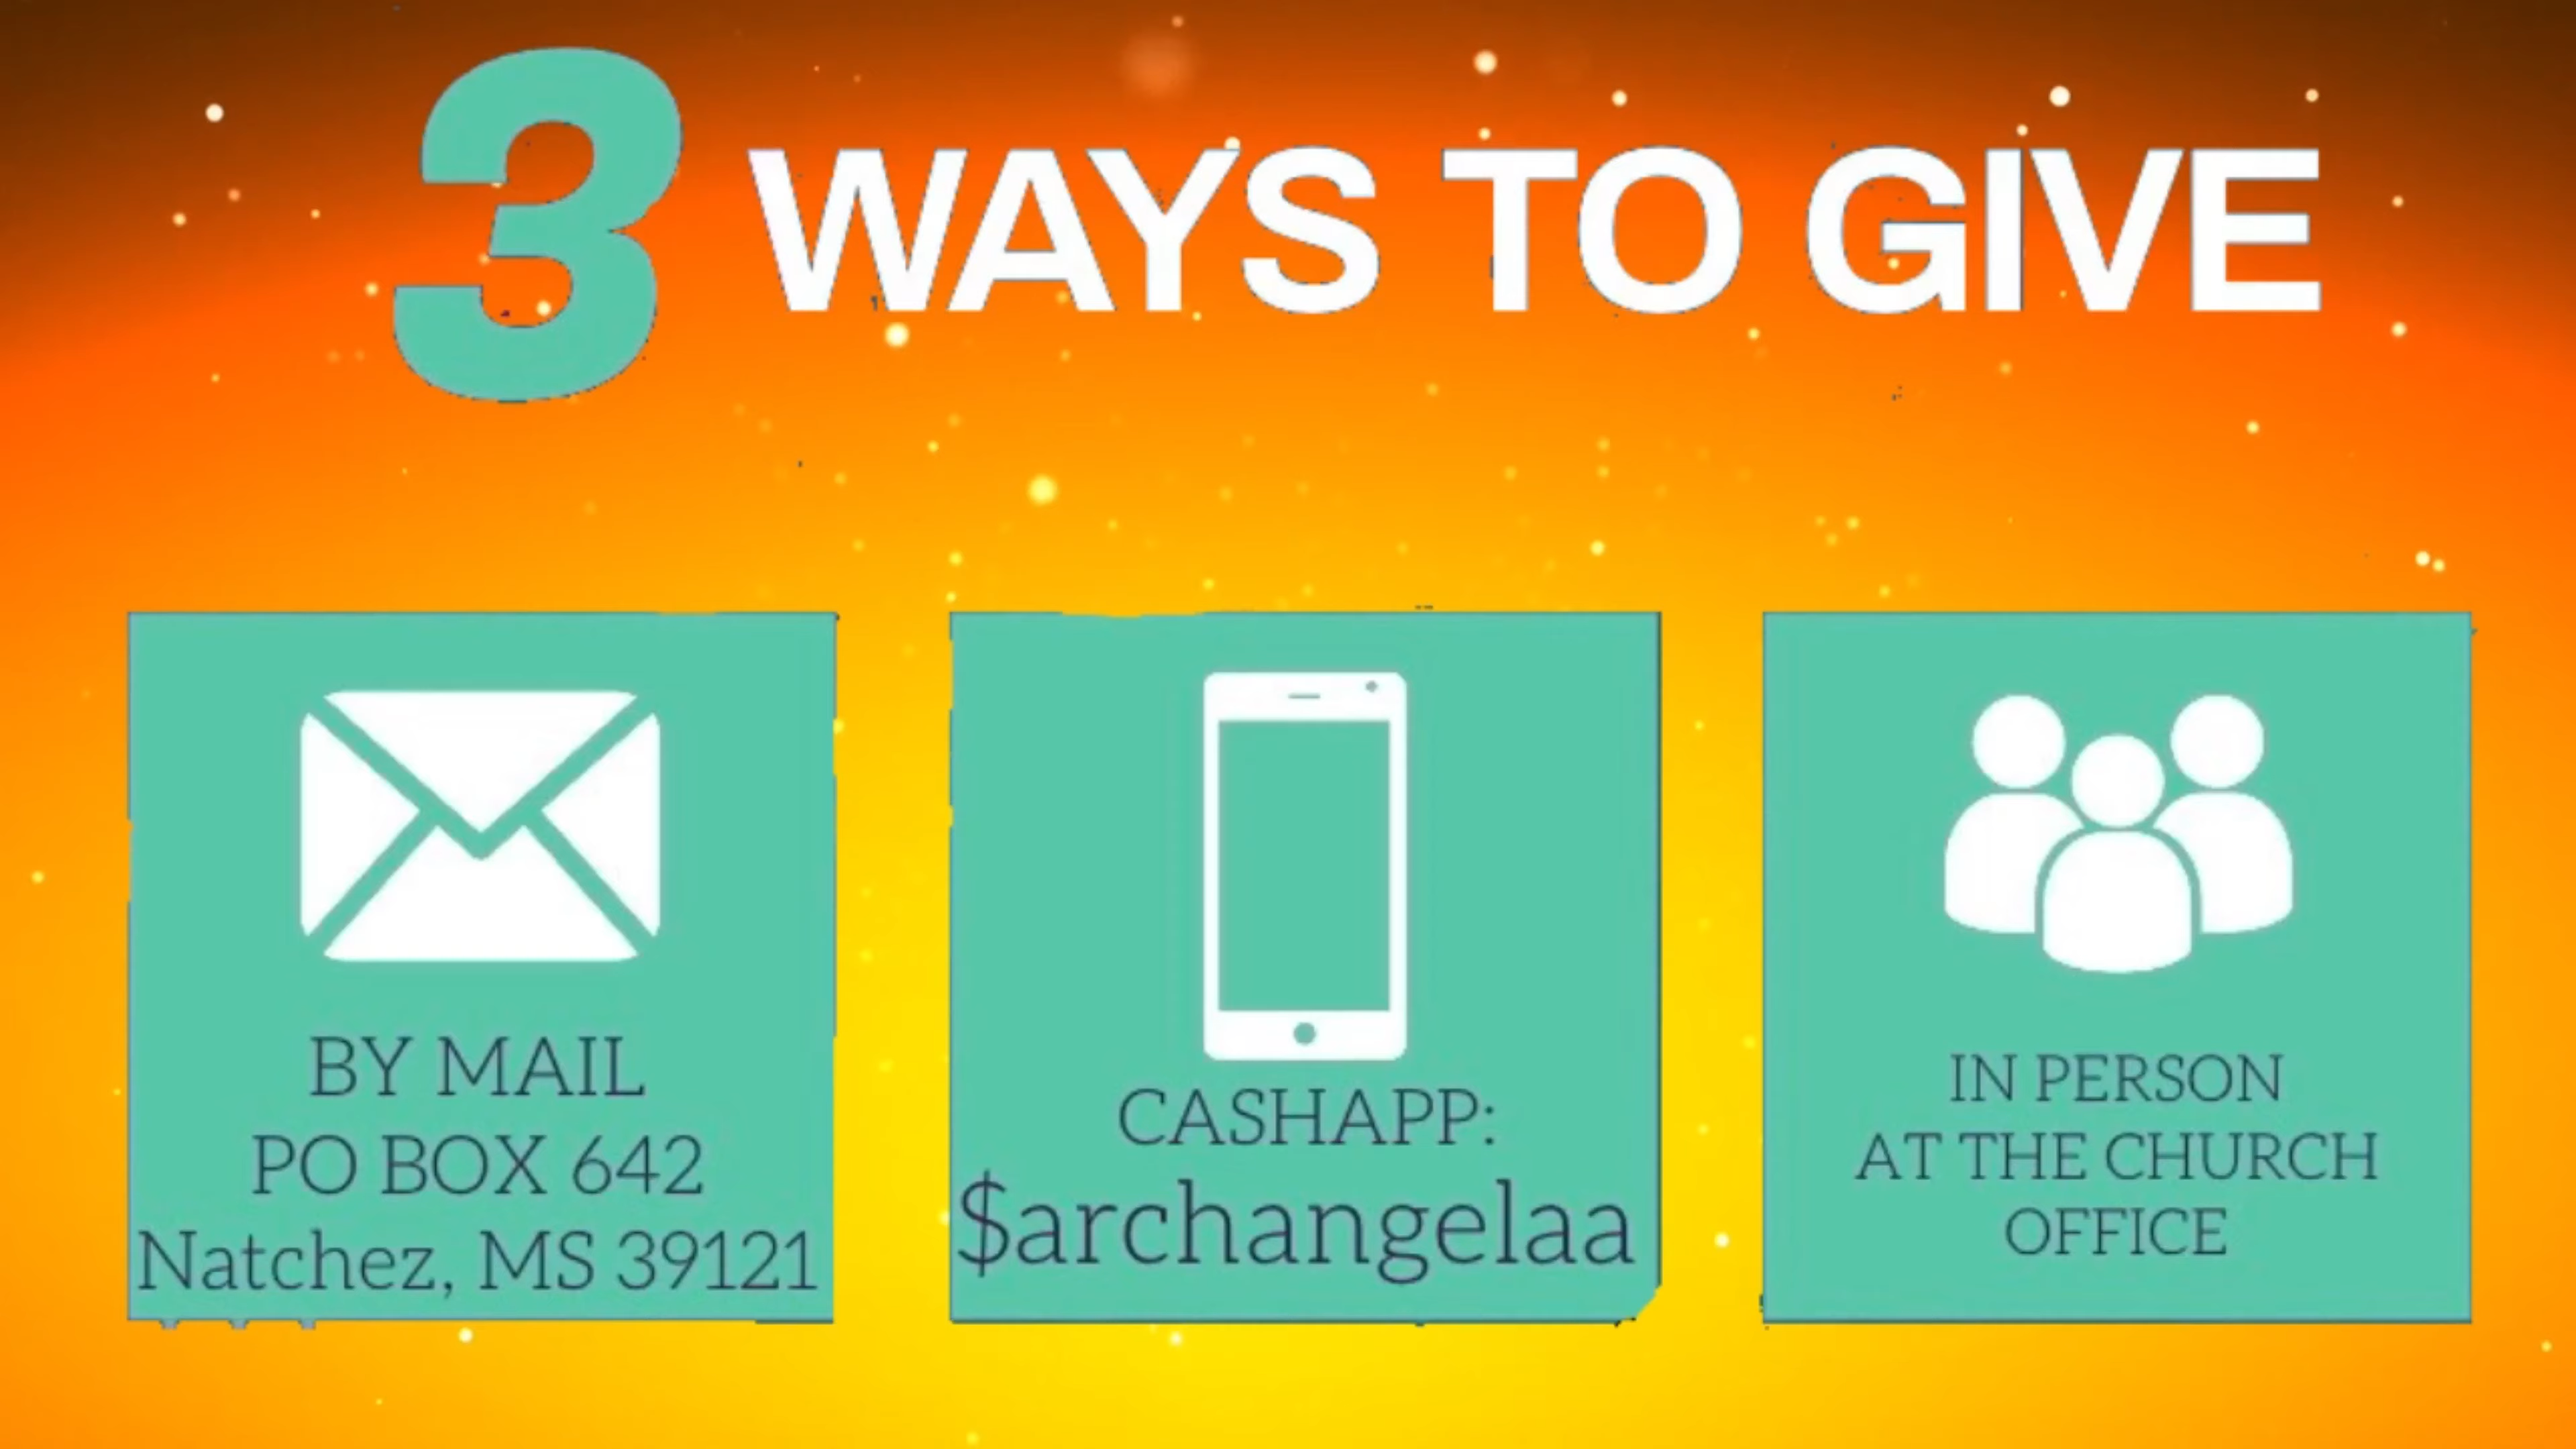 3 WAYS TO GIVE
BY MAIL
PO BOX 642
Natchez, MS 39121
CASHAPP:
$archangelaa
IN PERSON
AT THE CHURCH
OFFICE